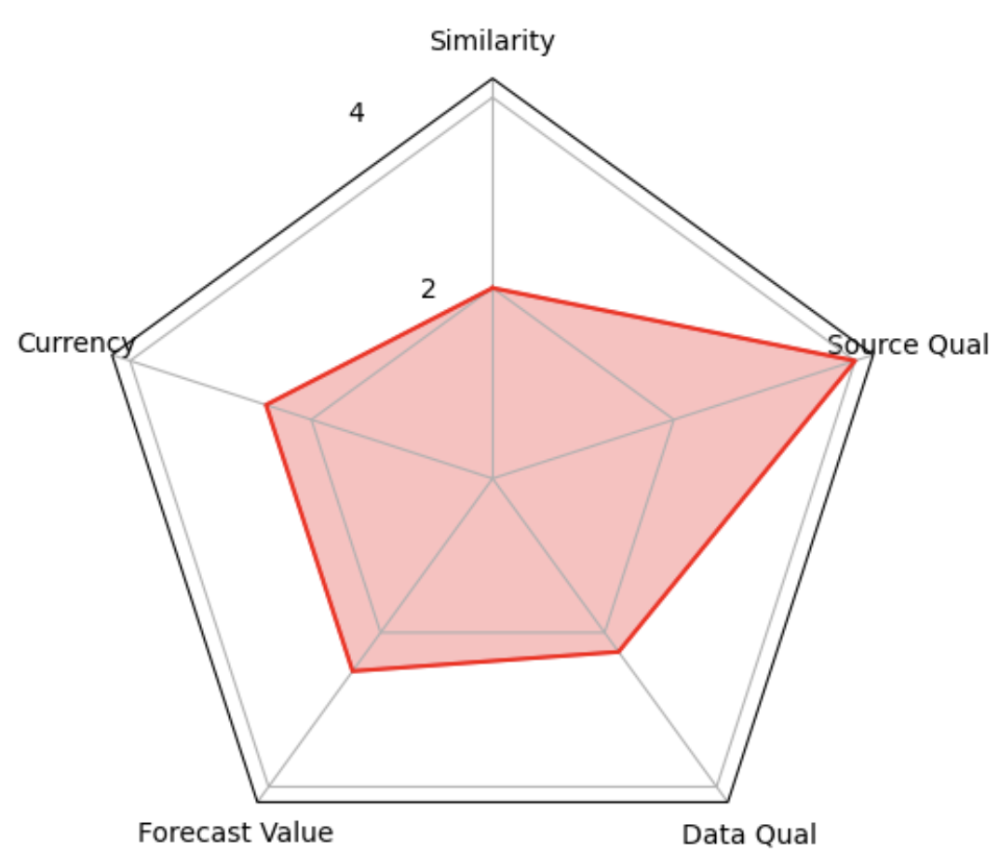 Similarity
4
2
Currency
Source Qual
Forecast Value
Data Qual